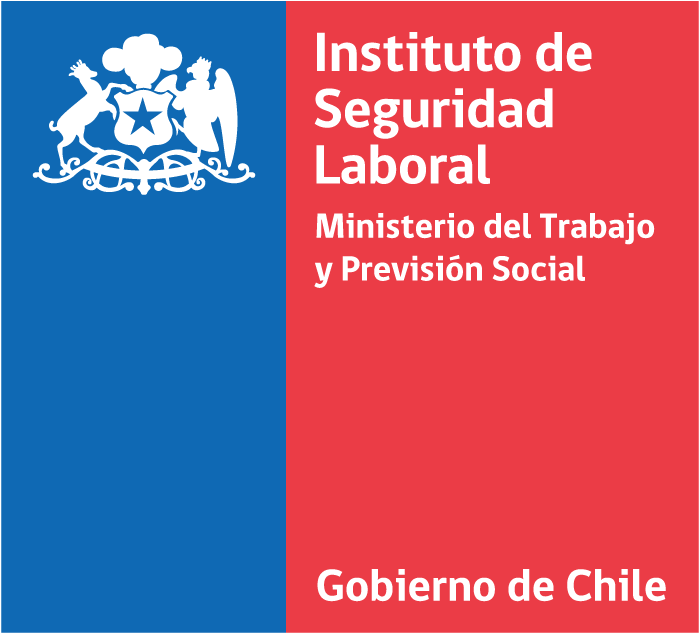 Instituto de
Seguridad
Laboral
Ministerio del Trabajo
y Previsión Social
Gobierno de Chile